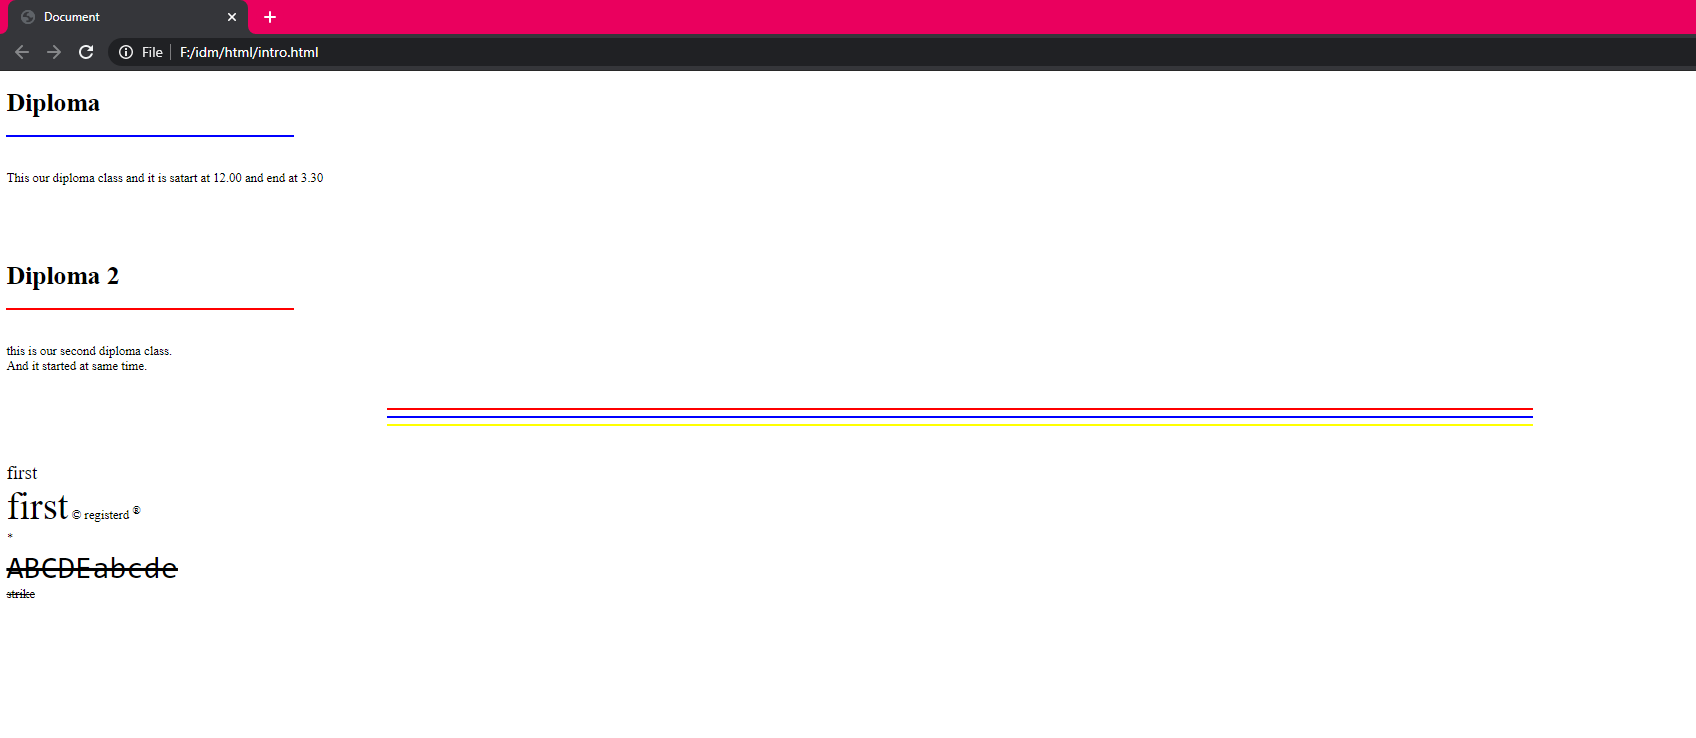 Document
File F:/idm/html/intro.html
Diploma
This our diploma class and it is satart at 12.00 and end at 3.30
Diploma 2
this is our second diploma class.
And it started at same time.
first
first © registerd ®
*
ABCDEabcde
strike